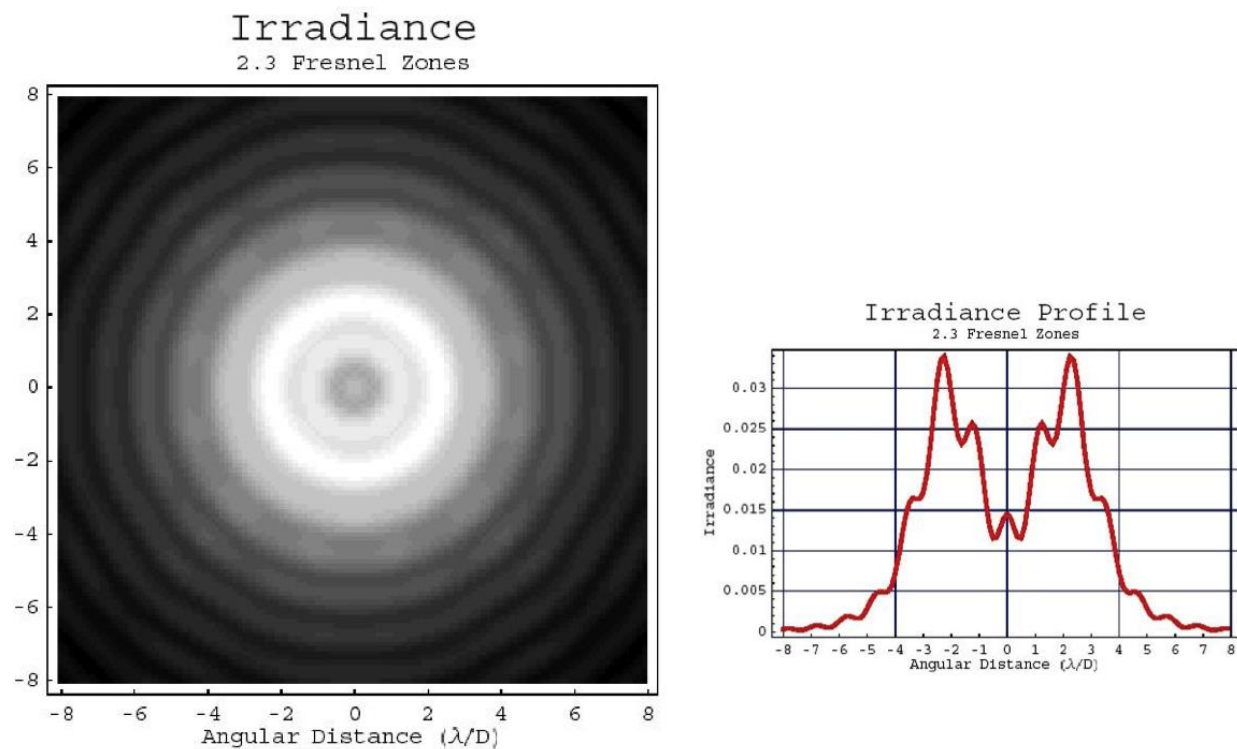 Irradiance
2.3 Fresnel Zones
8
6
4
2
0
-2
-4
-6
-8
-8 -6 -4 -2 0 2 4 6 8
Angular Distance (λ/D)
Irradiance Profile
2.3 Fresnel Zones
Irradiance
0.03
0.025
0.02
0.015
0.01
0.005
0
-8 -7 -6 -5 -4 -3 -2 -1 0 1 2 3 4 5 6 7 8
Angular Distance (λ/D)